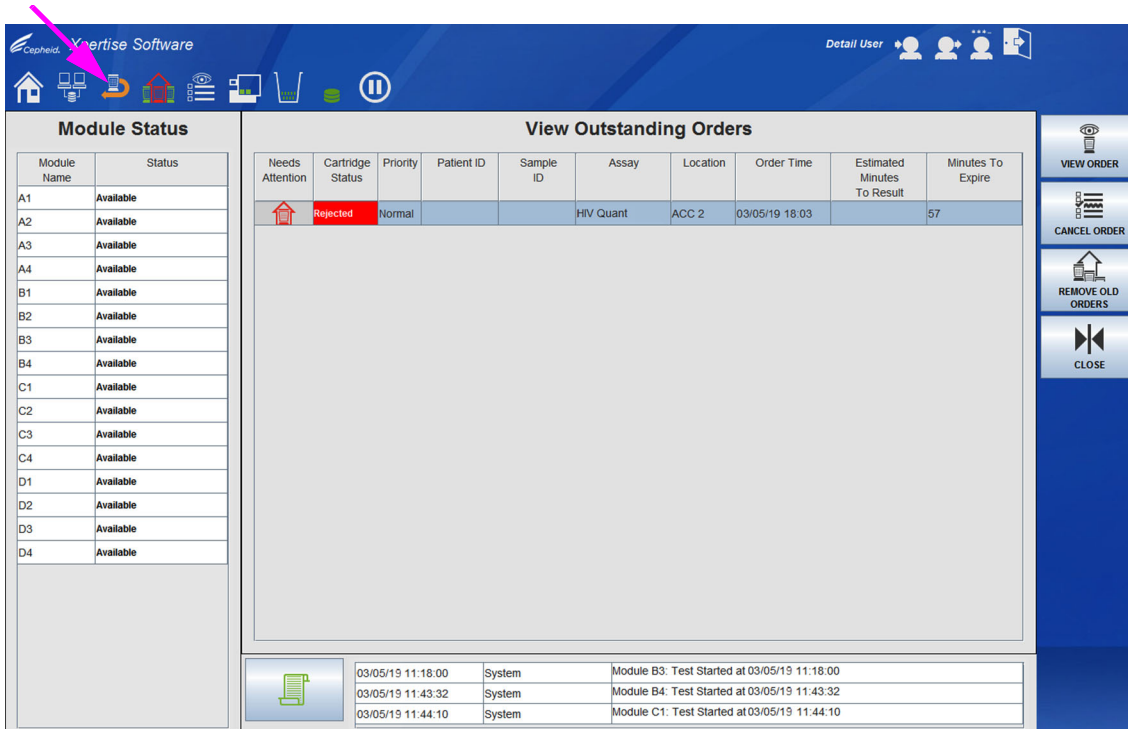 Cepheid. Xpertise Software
Detail User
Module Status
View Outstanding Orders
Module Name Status
A1 Available
A2 Available
A3 Available
A4 Available
B1 Available
B2 Available
B3 Available
B4 Available
C1 Available
C2 Available
C3 Available
C4 Available
D1 Available
D2 Available
D3 Available
D4 Available
Needs Attention Cartridge Status Priority Patient ID Sample ID Assay Location Order Time Estimated Minutes To Result Minutes To Expire
Rejected Normal HIV Quant ACC 2 03/05/19 18:03 57
VIEW ORDER
CANCEL ORDER
REMOVE OLD
ORDERS
CLOSE
03/05/19 11:18:00 System Module B3: Test Started at 03/05/19 11:18:00
03/05/19 11:43:32 System Module B4: Test Started at 03/05/19 11:43:32
03/05/19 11:44:10 System Module C1: Test Started at 03/05/19 11:44:10